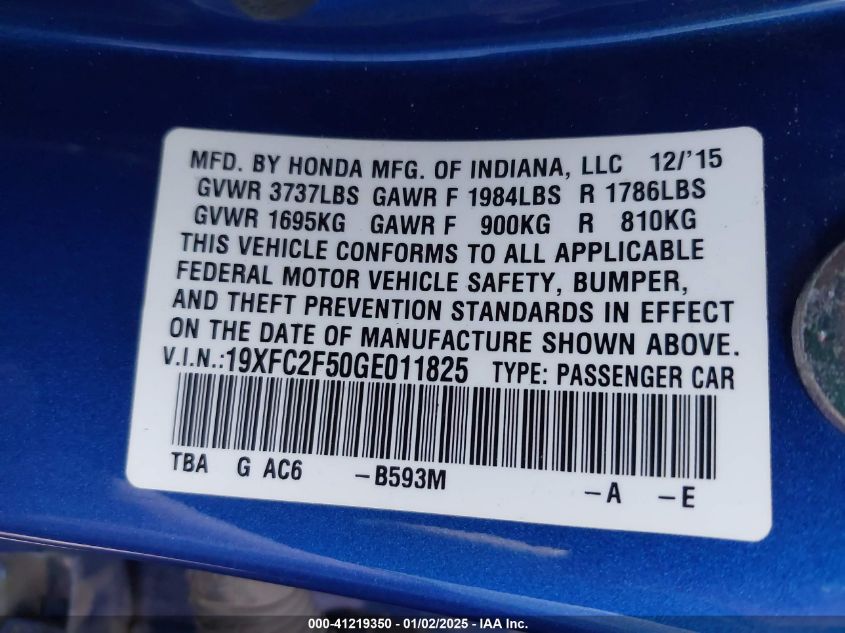 MFD. BY HONDA MFG. OF INDIANA, LLC 12/'15
GVWR 3737LBS GAWR F 1984LBS R 1786LBS
GVWR 1695KG GAWR F 900KG R 810KG
THIS VEHICLE CONFORMS TO ALL APPLICABLE
FEDERAL MOTOR VEHICLE SAFETY, BUMPER,
AND THEFT PREVENTION STANDARDS IN EFFECT
ON THE DATE OF MANUFACTURE SHOWN ABOVE.
V.I.N.:19XFC2F50GE011825 TYPE: PASSENGER CAR
TBA G AC6 -B593M -A -E
000-41219350 - 01/02/2025 - IAA Inc.